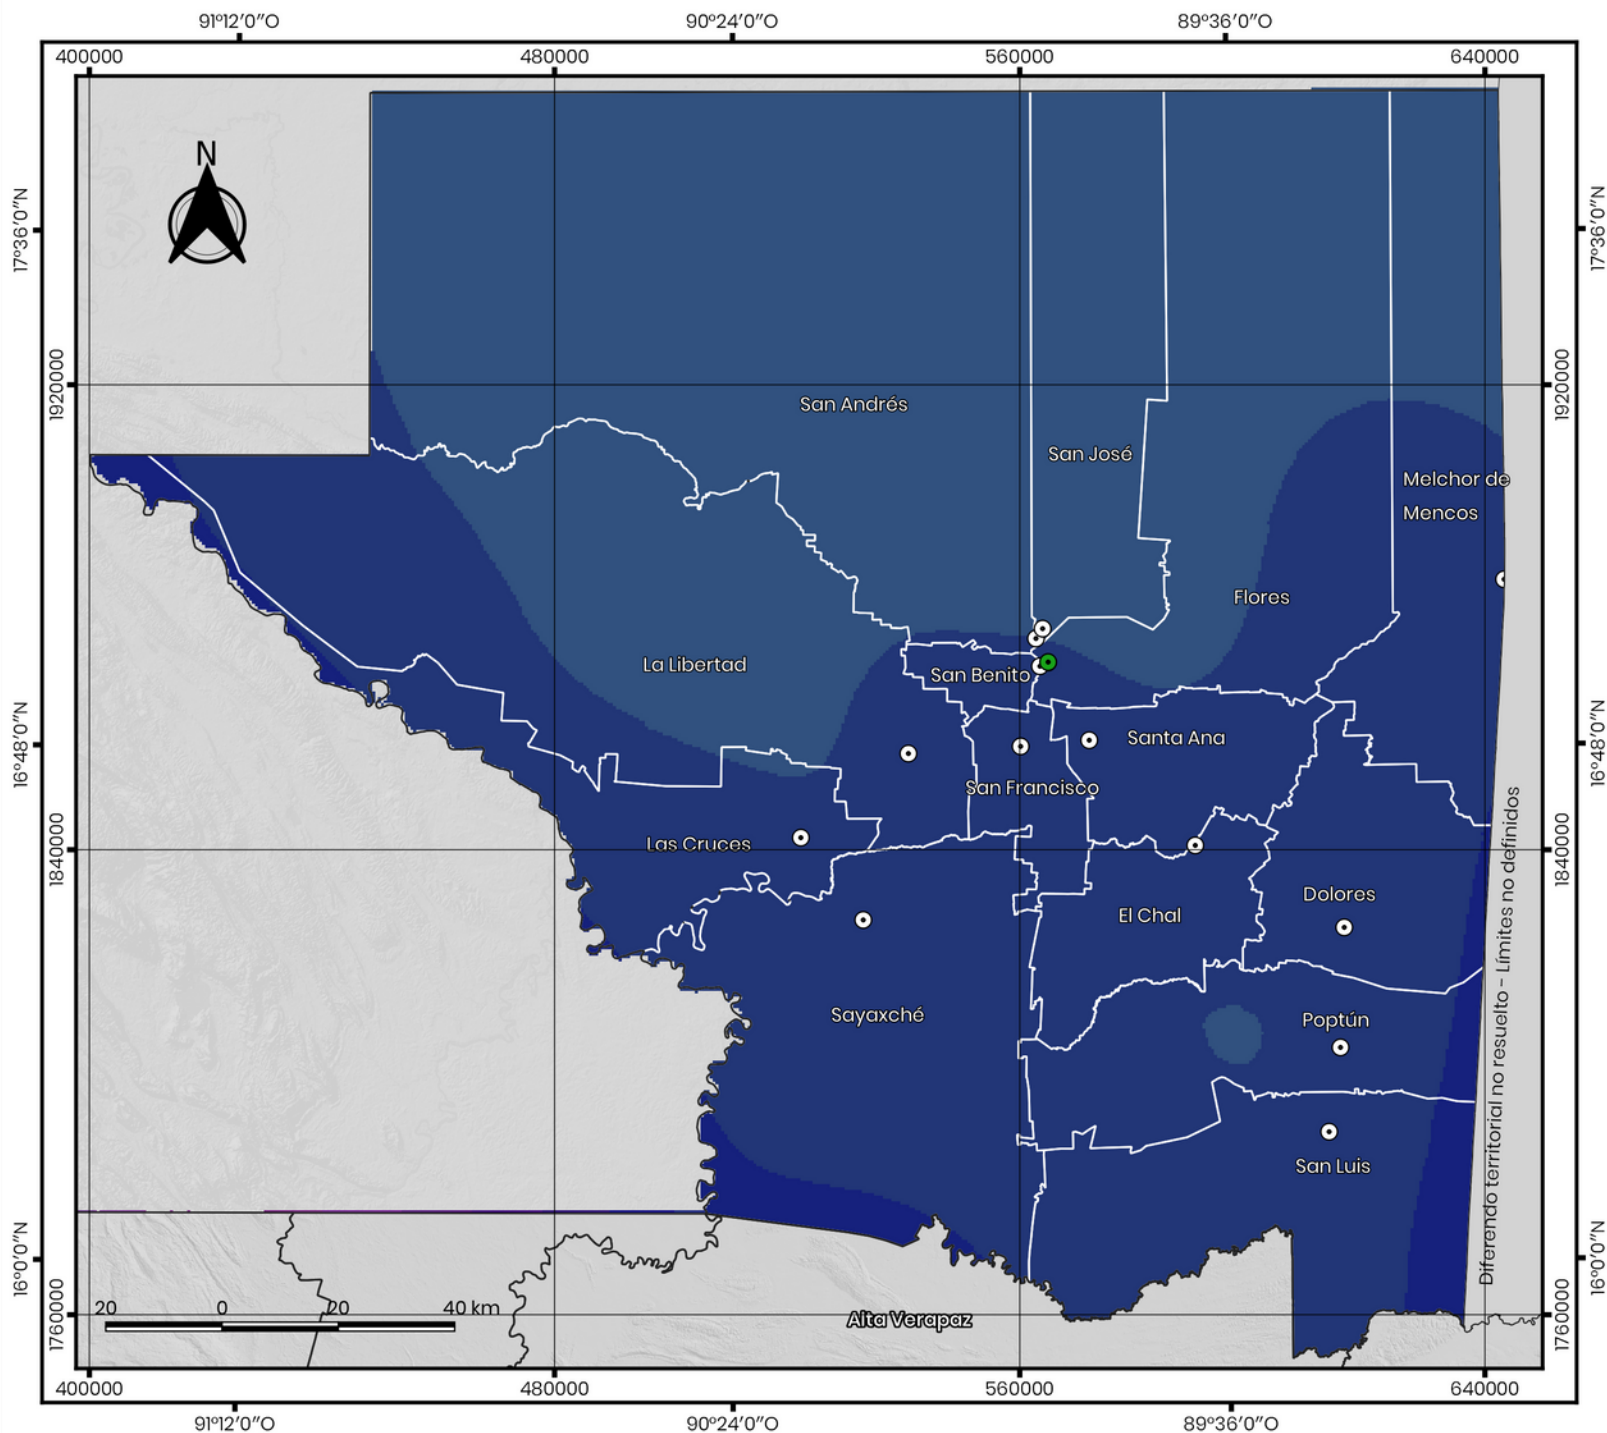 91°12′0″O 90°24′0″O 89°36′0″O
400000 480000 560000 640000
N
17°36′0″N
17°36′0″N
1920000
1920000
San Andrés
San José
Melchor de
Mencos
Flores
La Libertad
San Benito
16°48′0″N
16°48′0″N
Santa Ana
San Francisco
Las Cruces
1840000
1840000
Dolores
El Chal
Sayaxché
Poptún
San Luis
Diferendo territorial no resuelto - Límites no definidos
16°0′0″N
16°0′0″N
20 0 20 40 km
Alta Verapaz
1760000
1760000
400000 480000 560000 640000
91°12′0″O 90°24′0″O 89°36′0″O